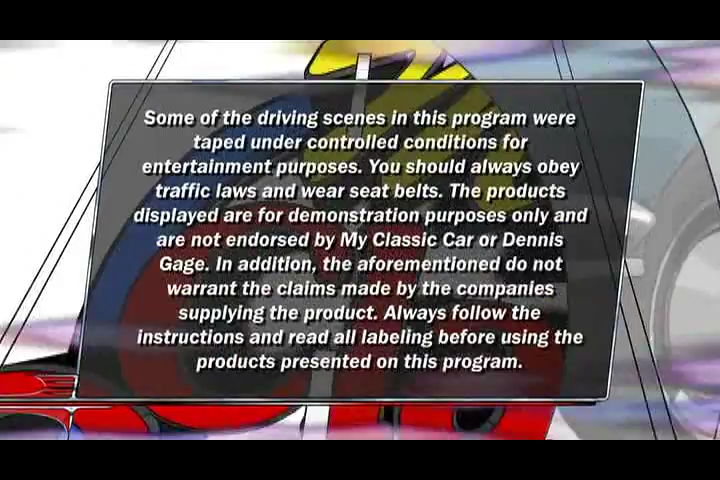 Some of the driving scenes in this program were
taped under controlled conditions for
entertainment purposes. You should always obey
traffic laws and wear seat belts. The products
displayed are for demonstration purposes only and
are not endorsed by My Classic Car or Dennis
Gage. In addition, the aforementioned do not
warrant the claims made by the companies
supplying the product. Always follow the
instructions and read all labeling before using the
products presented on this program.